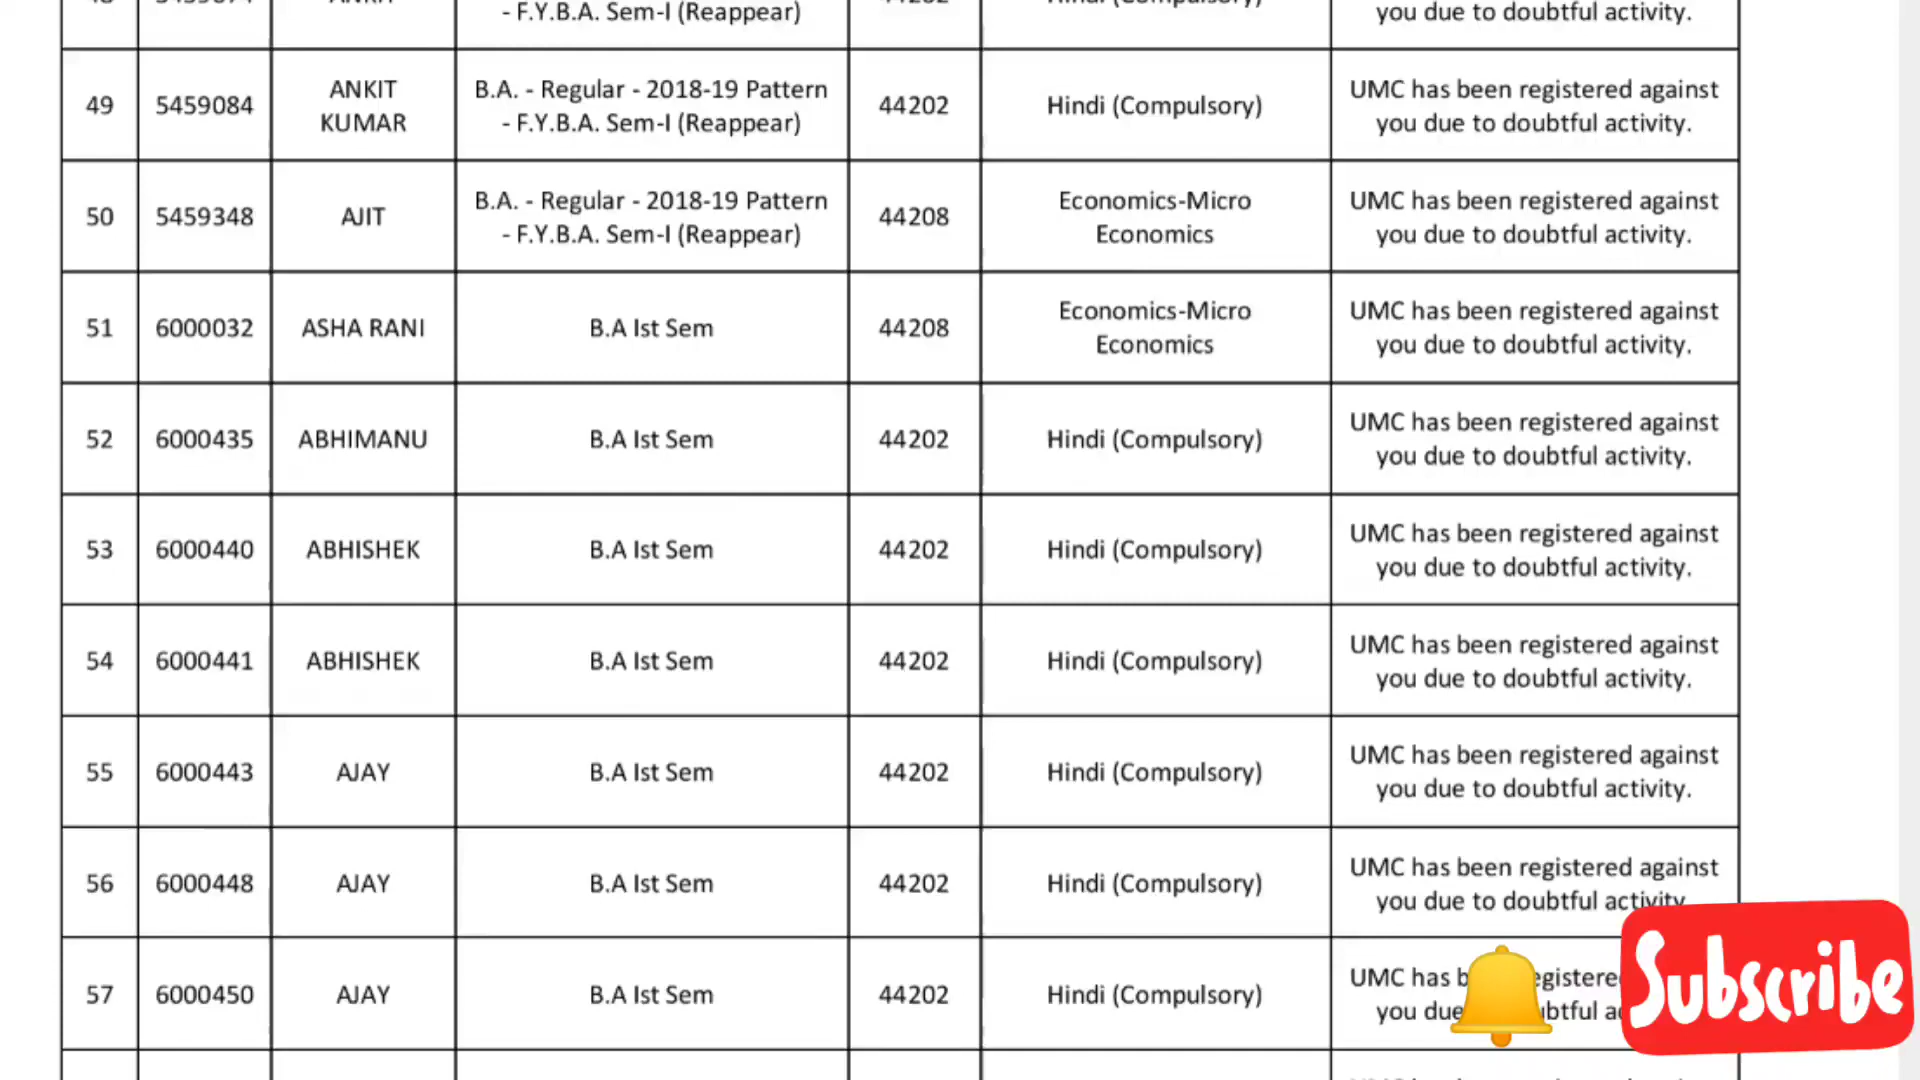 - F.Y.B.A. Sem-I (Reappear)
you due to doubtful activity.
49 5459084 ANKIT KUMAR B.A. - Regular - 2018-19 Pattern - F.Y.B.A. Sem-I (Reappear) 44202 Hindi (Compulsory) UMC has been registered against you due to doubtful activity.
50 5459348 AJIT B.A. - Regular - 2018-19 Pattern - F.Y.B.A. Sem-I (Reappear) 44208 Economics-Micro Economics UMC has been registered against you due to doubtful activity.
51 6000032 ASHA RANI B.A Ist Sem 44208 Economics-Micro Economics UMC has been registered against you due to doubtful activity.
52 6000435 ABHIMANU B.A Ist Sem 44202 Hindi (Compulsory) UMC has been registered against you due to doubtful activity.
53 6000440 ABHISHEK B.A Ist Sem 44202 Hindi (Compulsory) UMC has been registered against you due to doubtful activity.
54 6000441 ABHISHEK B.A Ist Sem 44202 Hindi (Compulsory) UMC has been registered against you due to doubtful activity.
55 6000443 AJAY B.A Ist Sem 44202 Hindi (Compulsory) UMC has been registered against you due to doubtful activity.
56 6000448 AJAY B.A Ist Sem 44202 Hindi (Compulsory) UMC has been registered against you due to doubtful activity
57 6000450 AJAY B.A Ist Sem 44202 Hindi (Compulsory) UMC has
you due
Subscribe